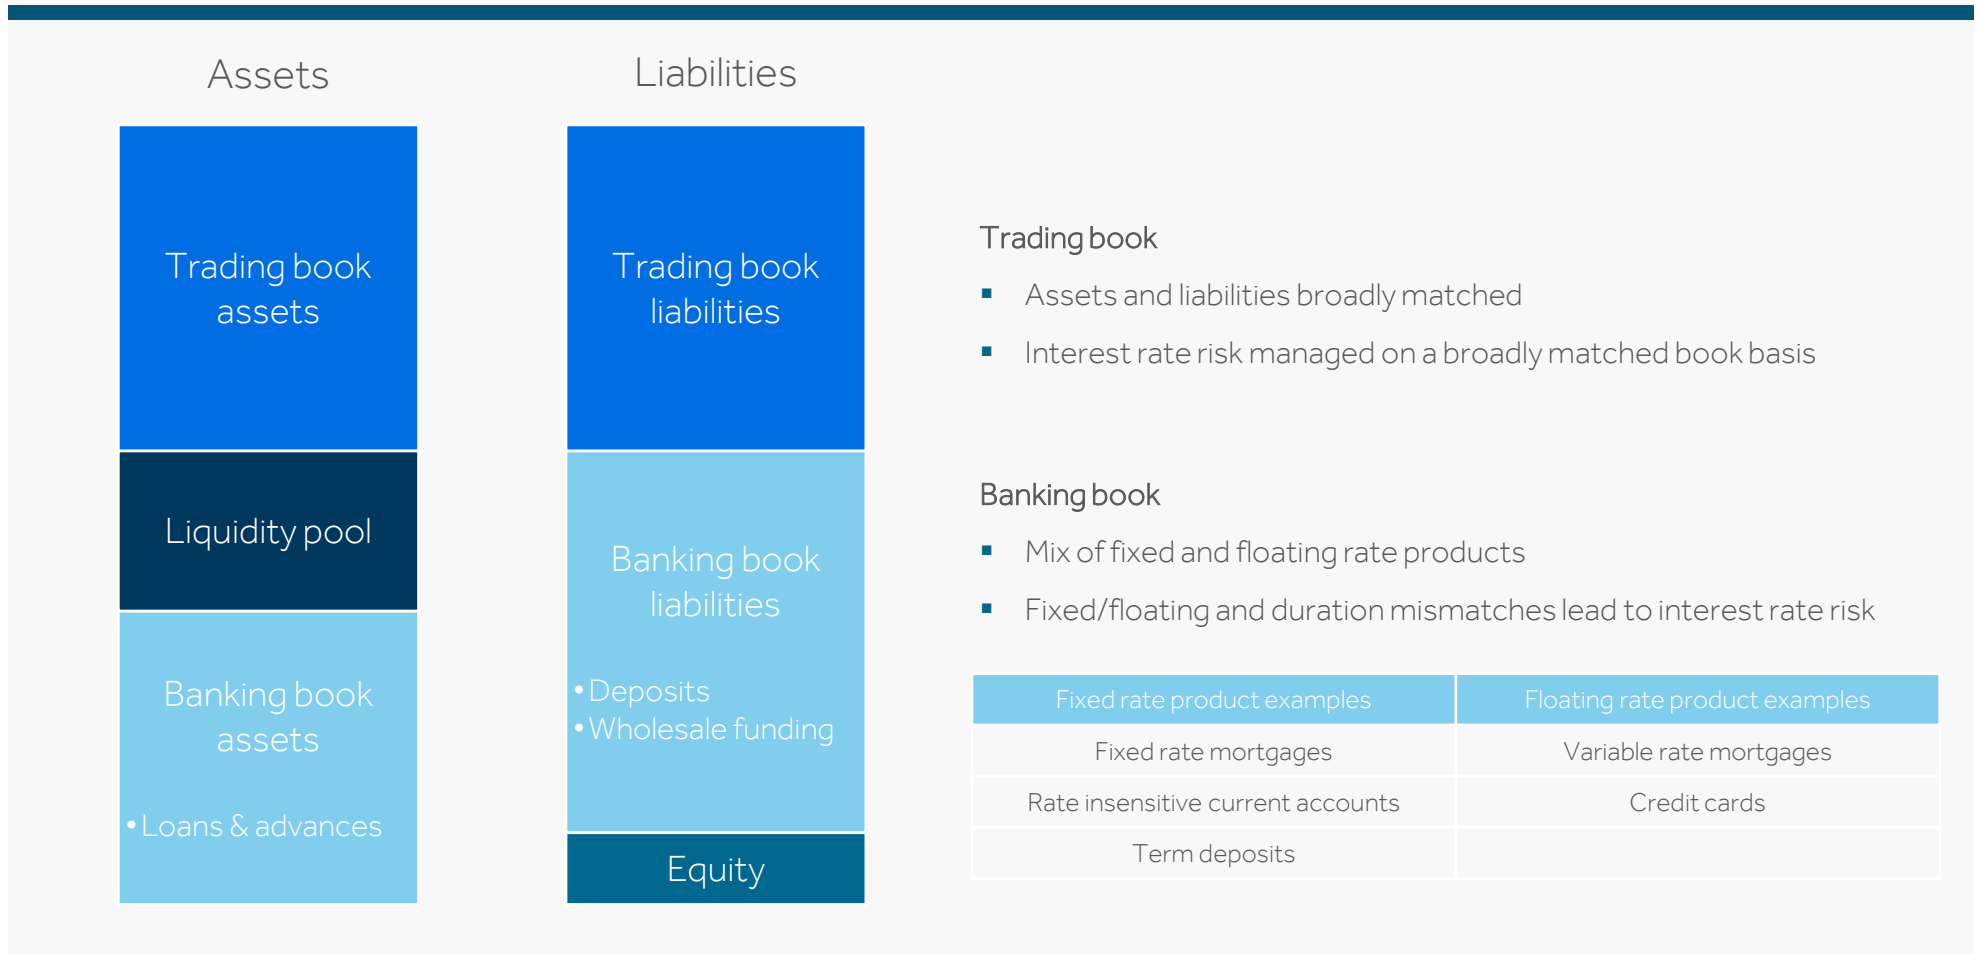 Assets
Liabilities
Trading book
assets
Liquidity pool
Banking book
assets
• Loans & advances
Trading book
liabilities
Banking book
liabilities
• Deposits
• Wholesale funding
Equity
Trading book
▪ Assets and liabilities broadly matched
▪ Interest rate risk managed on a broadly matched book basis
Banking book
▪ Mix of fixed and floating rate products
▪ Fixed/floating and duration mismatches lead to interest rate risk
Fixed rate product examples
Floating rate product examples
Fixed rate mortgages
Variable rate mortgages
Rate insensitive current accounts
Credit cards
Term deposits